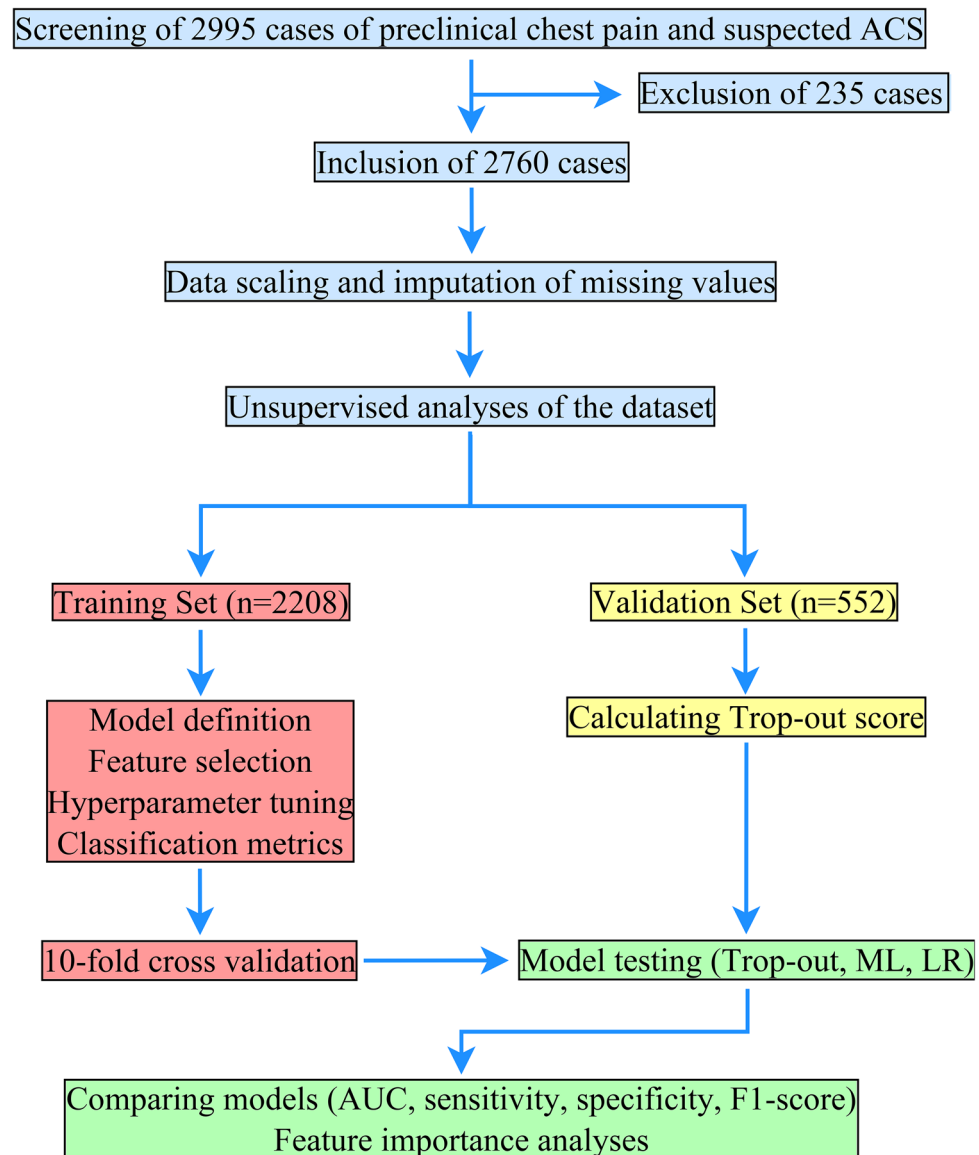 Screening of 2995 cases of preclinical chest pain and suspected ACS
Exclusion of 235 cases
Inclusion of 2760 cases
Data scaling and imputation of missing values
Unsupervised analyses of the dataset
Training Set (n=2208)
Validation Set (n=552)
Model definition
Feature selection
Hyperparameter tuning
Classification metrics
Calculating Trop-out score
10-fold cross validation
Model testing (Trop-out, ML, LR)
Comparing models (AUC, sensitivity, specificity, F1-score)
Feature importance analyses